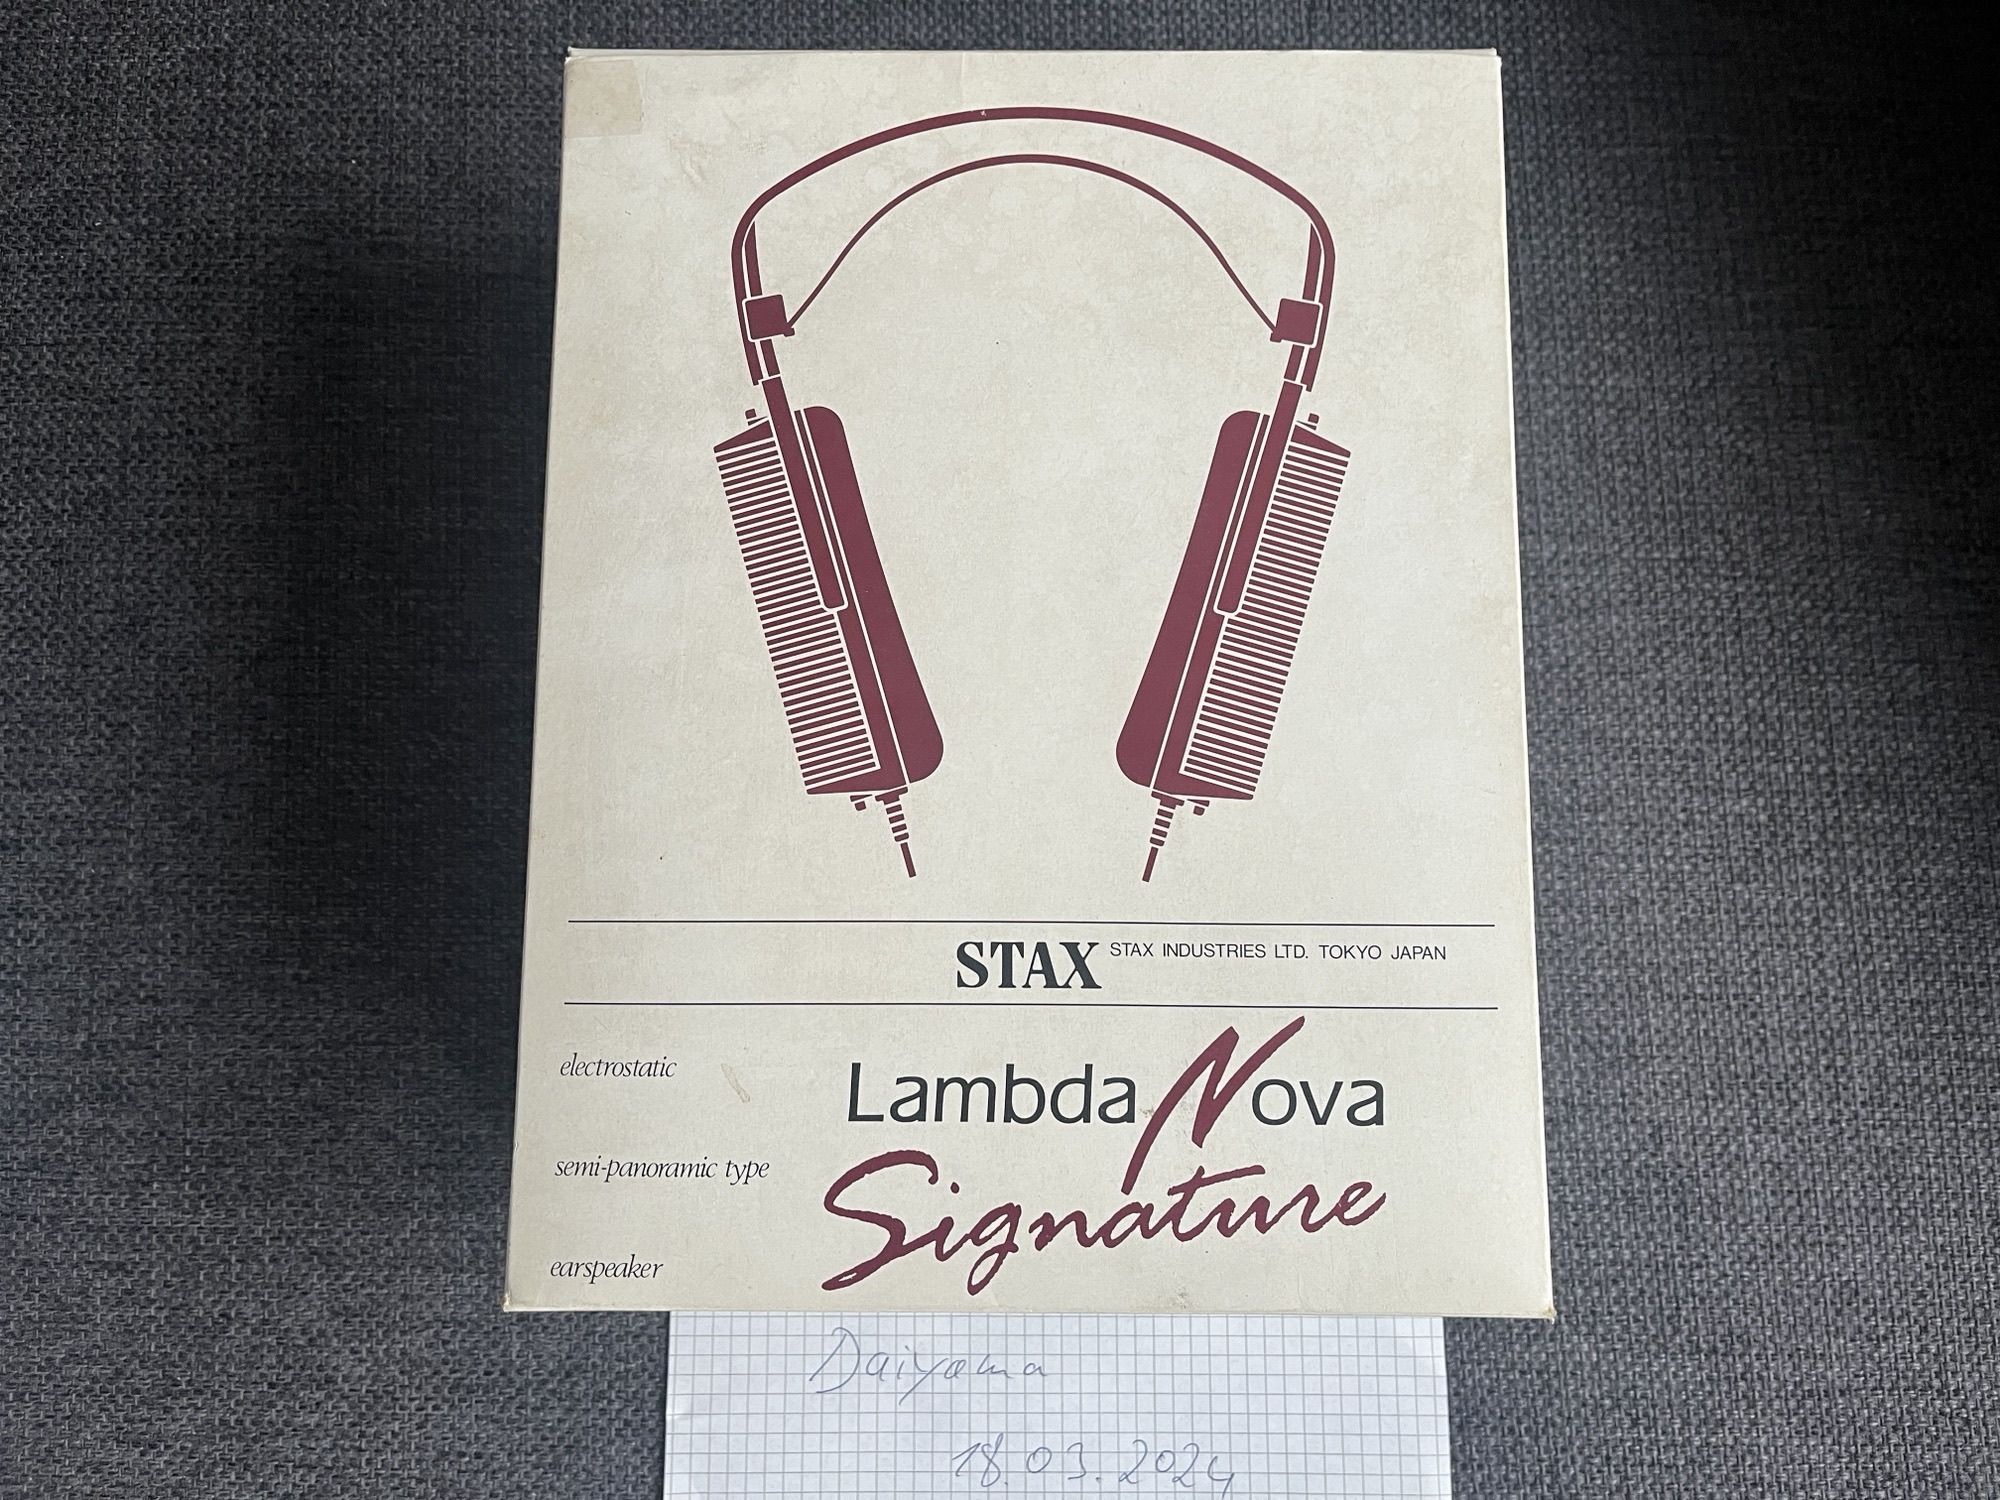 STAX STAX INDUSTRIES LTD. TOKYO JAPAN
electrostatic
Lambda Nova
semi-panoramic type
Signature
earspeaker
Daiyama
18.03.2024